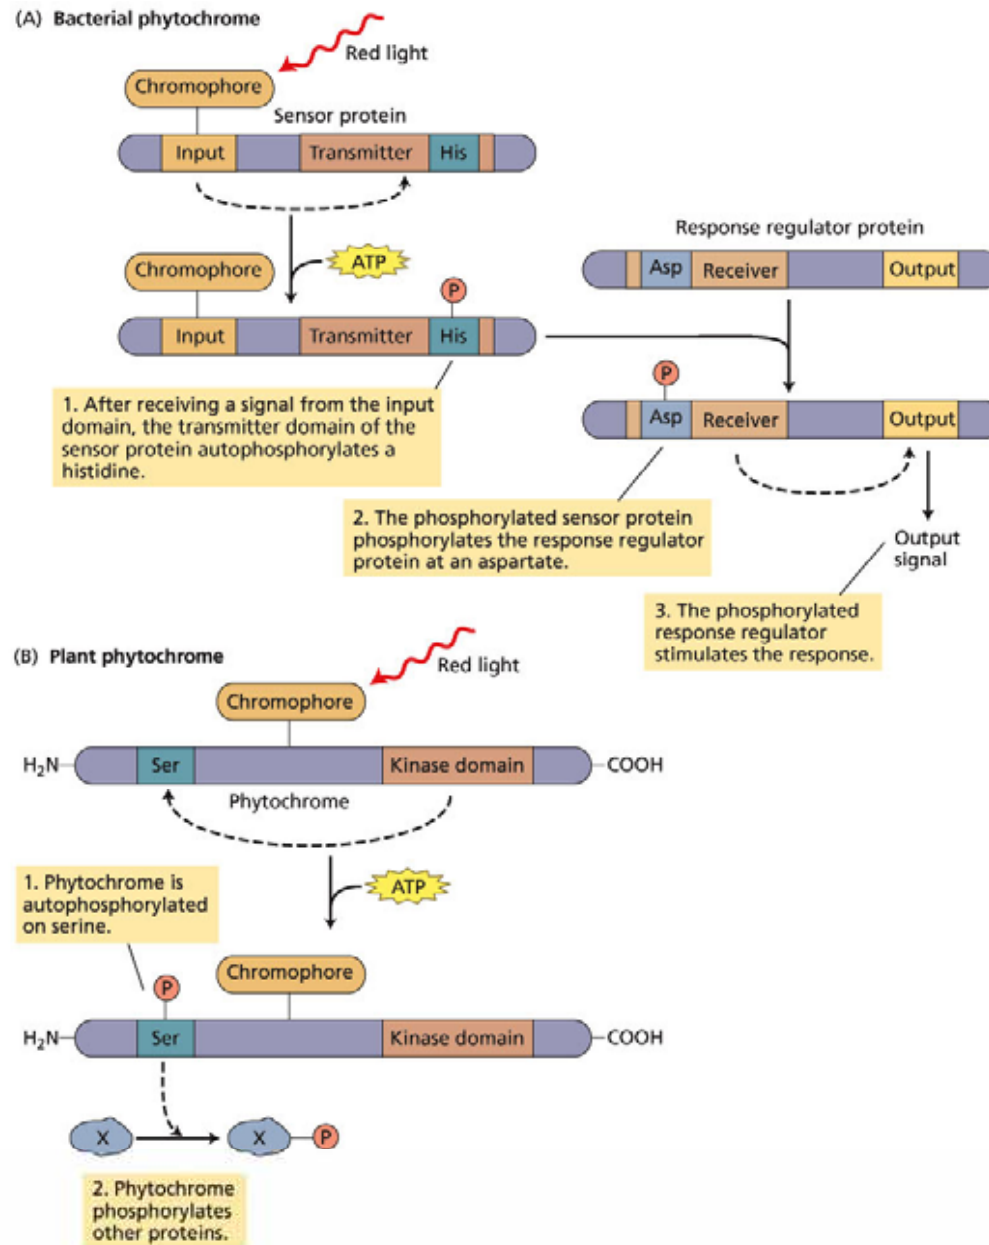 (A) Bacterial phytochrome
Red light
Chromophore
Sensor protein
Input
Transmitter
His
ATP
Response regulator protein
Chromophore
P
Asp
Receiver
Output
Input
Transmitter
His
P
1. After receiving a signal from the input
domain, the transmitter domain of the
sensor protein autophosphorylates a
histidine.
Asp
Receiver
Output
2. The phosphorylated sensor protein
phosphorylates the response regulator
protein at an aspartate.
Output
signal
3. The phosphorylated
response regulator
stimulates the response.
(B) Plant phytochrome
Red light
Chromophore
H₂N
Ser
Kinase domain
COOH
Phytochrome
1. Phytochrome is
autophosphorylated
on serine.
ATP
Chromophore
P
H₂N
Ser
Kinase domain
COOH
X
X
P
2. Phytochrome
phosphorylates
other proteins.